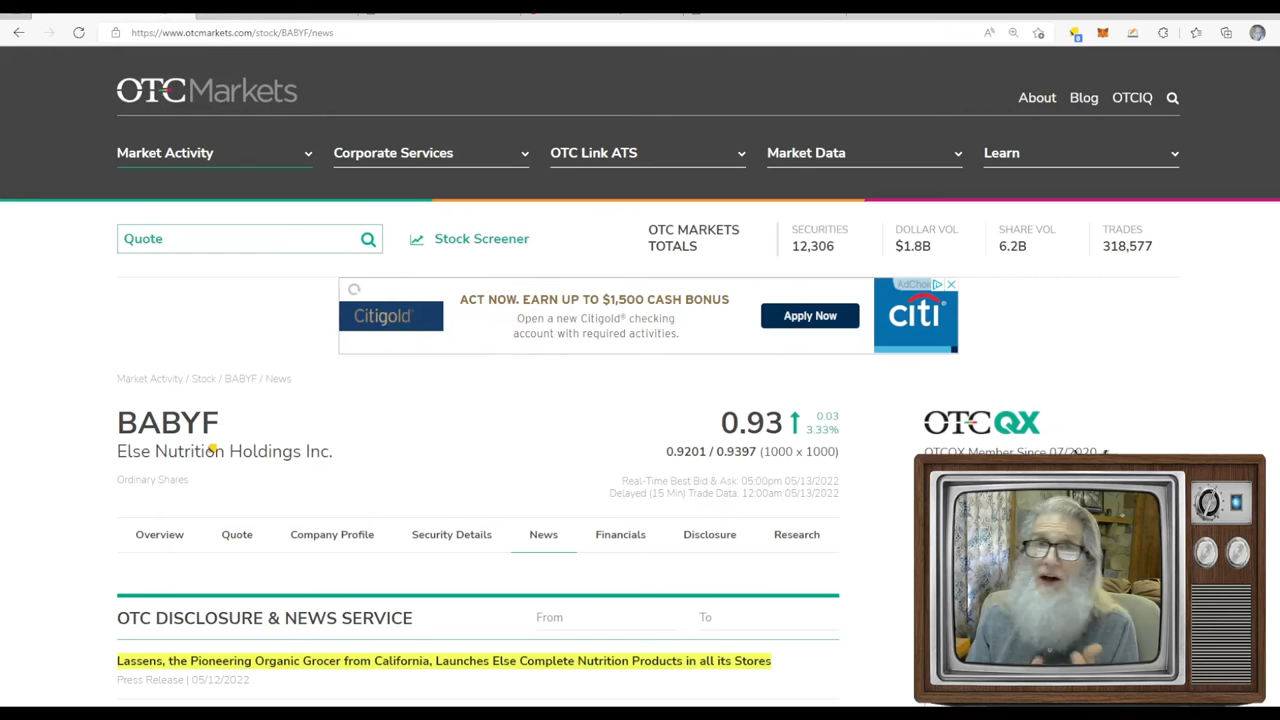 https://www.otcmarkets.com/stock/BABYF/news
OTCMarkets
About Blog OTCIQ
Market Activity Corporate Services OTC Link ATS Market Data Learn
Quote
Stock Screener
OTC MARKETS
TOTALS
SECURITIES
12,306
DOLLAR VOL
$1.8B
SHARE VOL
6.2B
TRADES
318,577
Citigold
ACT NOW. EARN UP TO $1,500 CASH BONUS
Open a new Citigold® checking
account with required activities.
Apply Now
AdChoi
citi
Market Activity / Stock / BABYF / News
BABYF
Else Nutrition Holdings Inc.
Ordinary Shares
0.93
0.03
3.33%
0.9201 / 0.9397 (1000 x 1000)
Real-Time Best Bid & Ask: 05:00pm 05/13/2022
Delayed (15 Min) Trade Data: 12:00am 05/13/2022
OTCQX
OTCQX Member Since 07/2020
Overview Quote Company Profile Security Details News Financials Disclosure Research
OTC DISCLOSURE & NEWS SERVICE
From To
Lassens, the Pioneering Organic Grocer from California, Launches Else Complete Nutrition Products in all its Stores
Press Release | 05/12/2022